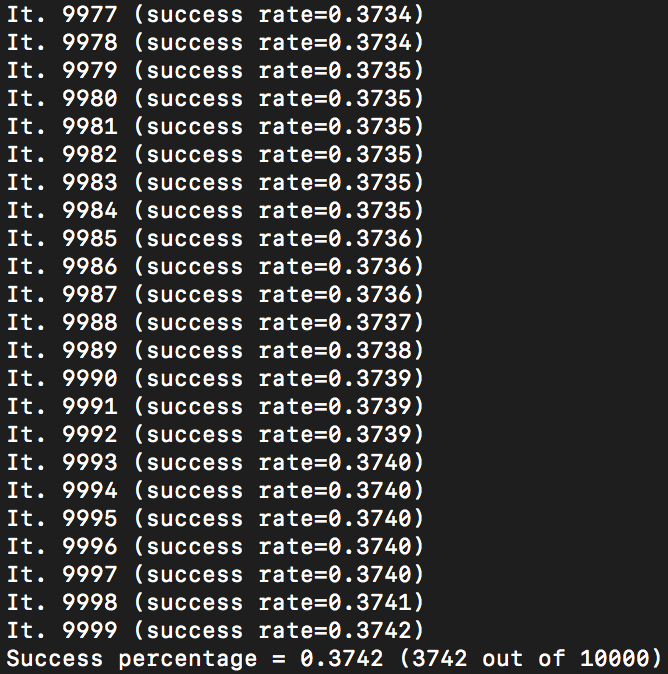 It. 9977 (success rate=0.3734)
It. 9978 (success rate=0.3734)
It. 9979 (success rate=0.3735)
It. 9980 (success rate=0.3735)
It. 9981 (success rate=0.3735)
It. 9982 (success rate=0.3735)
It. 9983 (success rate=0.3735)
It. 9984 (success rate=0.3735)
It. 9985 (success rate=0.3736)
It. 9986 (success rate=0.3736)
It. 9987 (success rate=0.3736)
It. 9988 (success rate=0.3737)
It. 9989 (success rate=0.3738)
It. 9990 (success rate=0.3739)
It. 9991 (success rate=0.3739)
It. 9992 (success rate=0.3739)
It. 9993 (success rate=0.3740)
It. 9994 (success rate=0.3740)
It. 9995 (success rate=0.3740)
It. 9996 (success rate=0.3740)
It. 9997 (success rate=0.3740)
It. 9998 (success rate=0.3741)
It. 9999 (success rate=0.3742)
Success percentage = 0.3742 (3742 out of 10000)